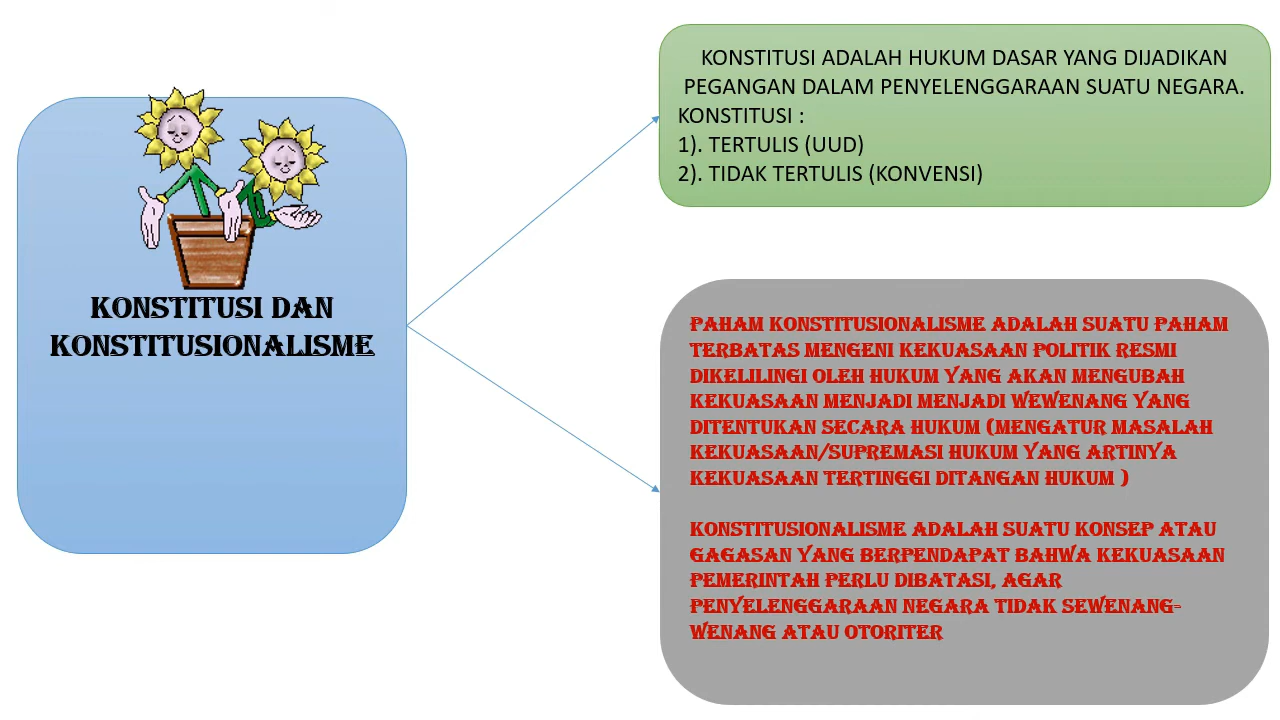 KONSTITUSI DAN
KONSTITUSIONALISME
KONSTITUSI ADALAH HUKUM DASAR YANG DIJADIKAN
PEGANGAN DALAM PENYELENGGARAAN SUATU NEGARA.
KONSTITUSI :
1). TERTULIS (UUD)
2). TIDAK TERTULIS (KONVENSI)
PAHAM KONSTITUSIONALISME ADALAH SUATU PAHAM
TERBATAS MENGENI KEKUASAAN POLITIK RESMI
DIKELILINGI OLEH HUKUM YANG AKAN MENGUBAH
KEKUASAAN MENJADI MENJADI WEWENANG YANG
DITENTUKAN SECARA HUKUM (MENGATUR MASALAH
KEKUASAAN/SUPREMASI HUKUM YANG ARTINYA
KEKUASAAN TERTINGGI DITANGAN HUKUM )
KONSTITUSIONALISME ADALAH SUATU KONSEP ATAU
GAGASAN YANG BERPENDAPAT BAHWA KEKUASAAN
PEMERINTAH PERLU DIBATASI, AGAR
PENYELENGGARAAN NEGARA TIDAK SEWENANG-
WENANG ATAU OTORITER